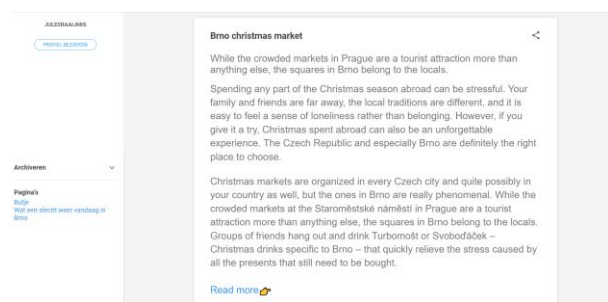 JULESRAALMIS
PROFIEL BEZOEKEN
Archiveren
Pagina's
Butje
Wat een slecht weer vandaag in
Brno
Brno christmas market
While the crowded markets in Prague are a tourist attraction more than
anything else, the squares in Brno belong to the locals.
Spending any part of the Christmas season abroad can be stressful. Your
family and friends are far away, the local traditions are different, and it is
easy to feel a sense of loneliness rather than belonging. However, if you
give it a try, Christmas spent abroad can also be an unforgettable
experience. The Czech Republic and especially Brno are definitely the right
place to choose.
Christmas markets are organized in every Czech city and quite possibly in
your country as well, but the ones in Brno are really phenomenal. While the
crowded markets at the Staroměstské náměstí in Prague are a tourist
attraction more than anything else, the squares in Brno belong to the locals.
Groups of friends hang out and drink Turbomošt or Svoboďáček –
Christmas drinks specific to Brno – that quickly relieve the stress caused by
all the presents that still need to be bought.
Read more👉